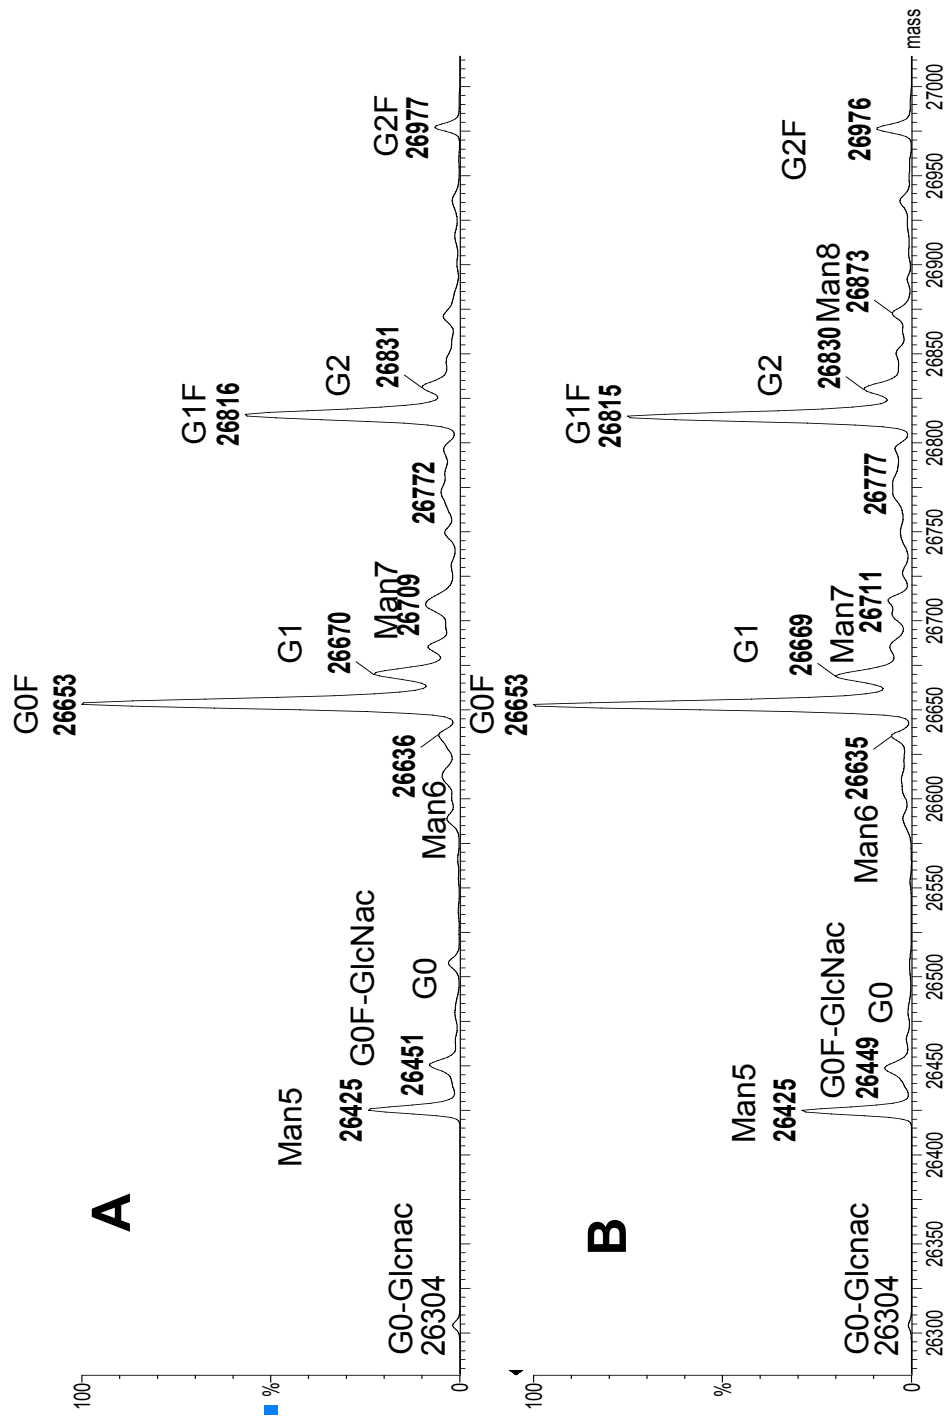 A
100
%
0
G0-Glcnac
26304
Man5
26425
G0F-GlcNac
26451
G0
Man6
26636
G0F
26653
G1
26670
Man7
26709
26772
G1F
26816
G2
26831
G2F
26977
B
100
%
0
G0-Glcnac
26304
Man5
26425
G0F-GlcNac
26449
G0
Man6
26635
G0F
26653
G1
26669
Man7
26711
26777
G1F
26815
G2
26830
Man8
26873
G2F
26976
26300
26350
26400
26450
26500
26550
26600
26650
26700
26750
26800
26850
26900
26950
27000
mass